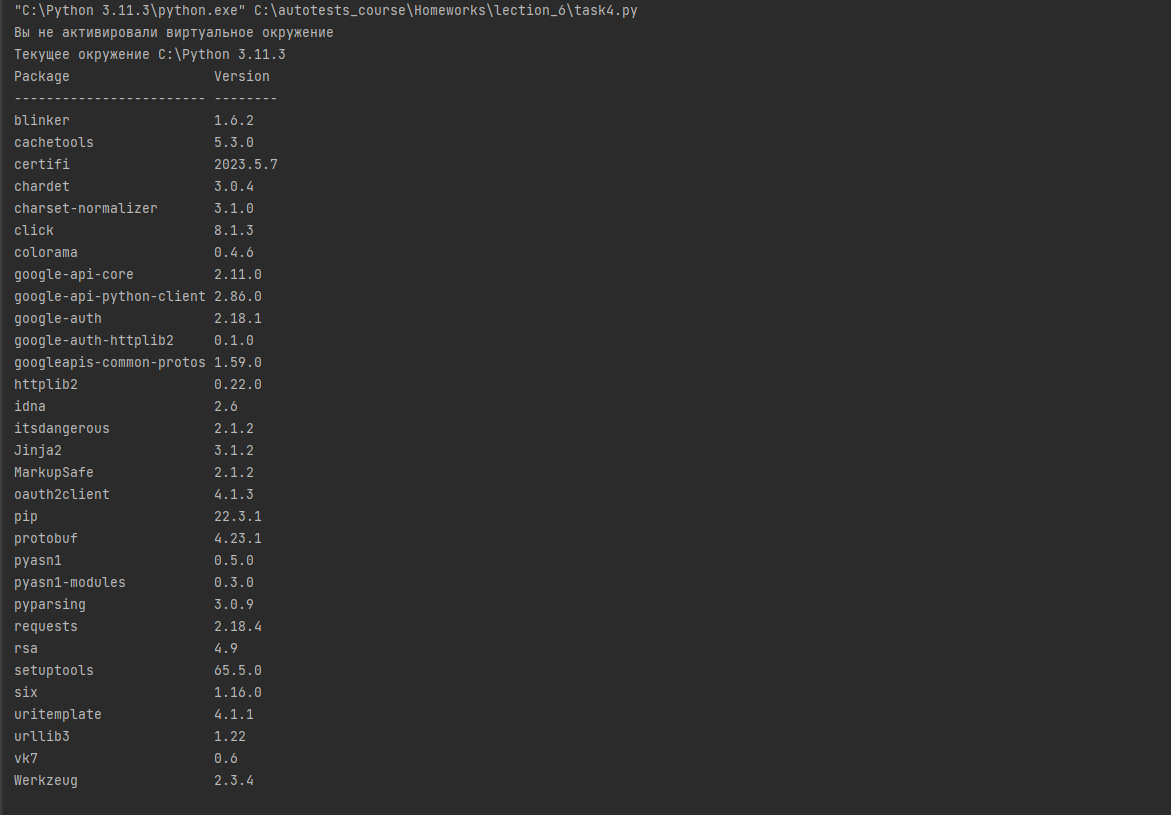 "C:\Python 3.11.3\python.exe" C:\autotests_course\Homeworks\lection_6\task4.py
Вы не активировали виртуальное окружение
Текущее окружение C:\Python 3.11.3
Package                  Version
------------------------ --------
blinker                  1.6.2
cachetools               5.3.0
certifi                  2023.5.7
chardet                  3.0.4
charset-normalizer       3.1.0
click                    8.1.3
colorama                 0.4.6
google-api-core          2.11.0
google-api-python-client 2.86.0
google-auth              2.18.1
google-auth-httplib2     0.1.0
googleapis-common-protos 1.59.0
httplib2                 0.22.0
idna                     2.6
itsdangerous             2.1.2
Jinja2                   3.1.2
MarkupSafe               2.1.2
oauth2client             4.1.3
pip                      22.3.1
protobuf                 4.23.1
pyasn1                   0.5.0
pyasn1-modules           0.3.0
pyparsing                3.0.9
requests                 2.18.4
rsa                      4.9
setuptools               65.5.0
six                      1.16.0
uritemplate              4.1.1
urllib3                  1.22
vk7                      0.6
Werkzeug                 2.3.4